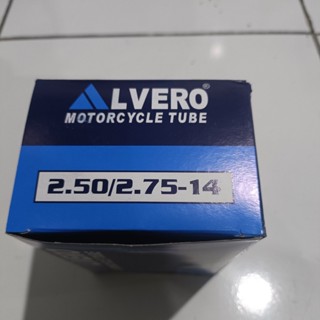 ALVERO®
MOTORCYCLE TUBE
2.50/2.75-14